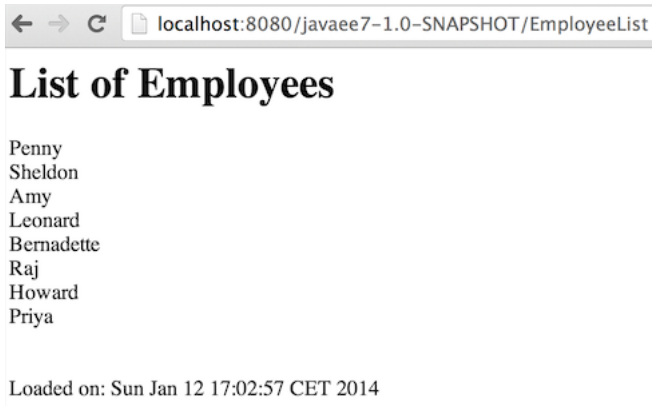 localhost:8080/javaee7-1.0-SNAPSHOT/EmployeeList
List of Employees
Penny
Sheldon
Amy
Leonard
Bernadette
Raj
Howard
Priya
Loaded on: Sun Jan 12 17:02:57 CET 2014